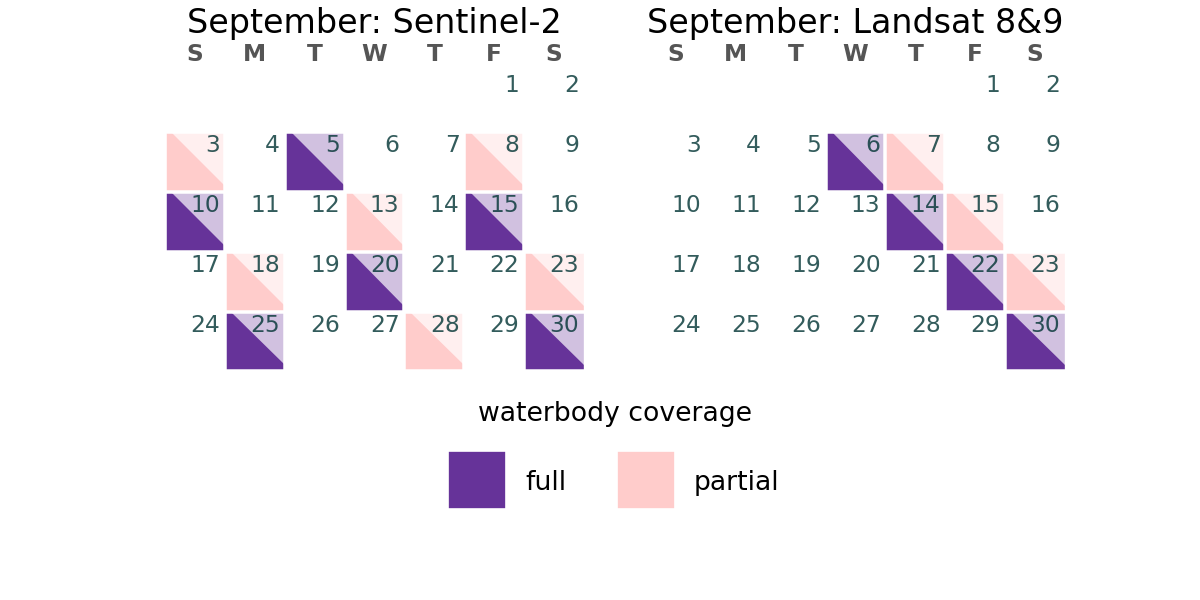 September: Sentinel-2
S M T W T F S
1 2
3 4 5 6 7 8 9
10 11 12 13 14 15 16
17 18 19 20 21 22 23
24 25 26 27 28 29 30
September: Landsat 8&9
S M T W T F S
1 2
3 4 5 6 7 8 9
10 11 12 13 14 15 16
17 18 19 20 21 22 23
24 25 26 27 28 29 30
waterbody coverage
full partial